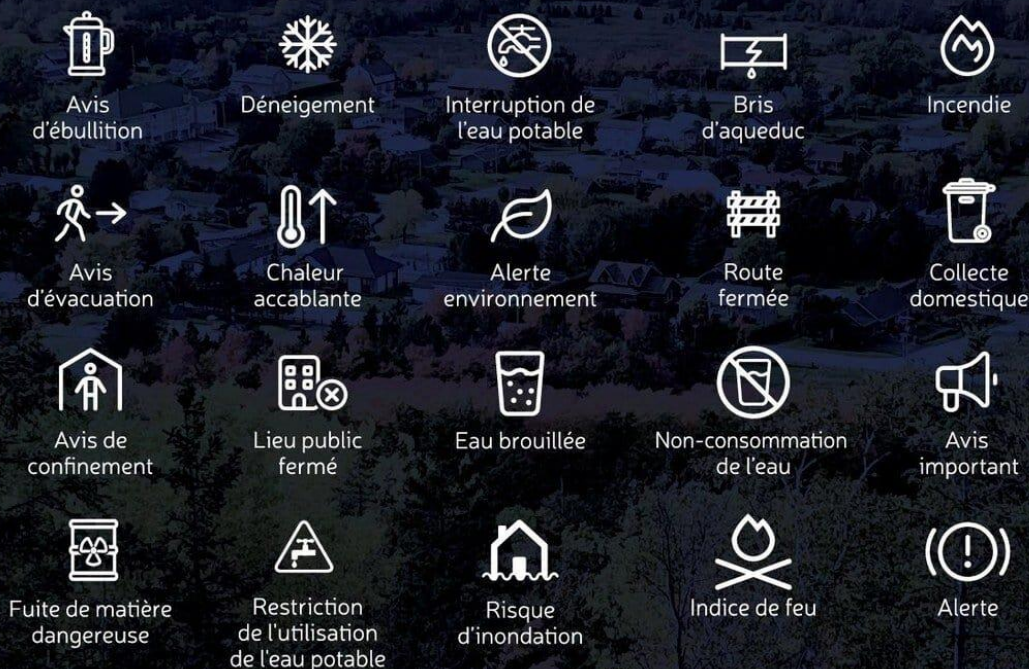 Avis
d'ébullition
Déneigement
Interruption de
l'eau potable
Bris
d'aqueduc
Incendie
Avis
d'évacuation
Chaleur
accablante
Alerte
environnement
Route
fermée
Collecte
domestique
Avis de
confinement
Lieu public
fermé
Eau brouillée
Non-consommation
de l'eau
Avis
important
Fuite de matière
dangereuse
Restriction
de l'utilisation
de l'eau potable
Risque
d'inondation
Indice de feu
Alerte